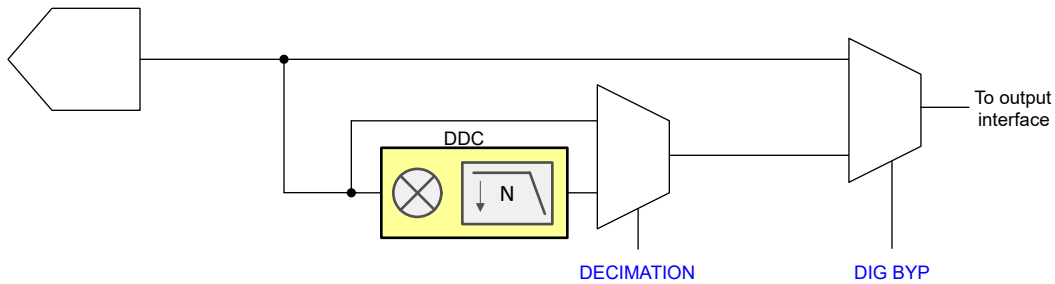 To output
interface
DDC
N
DECIMATION
DIG BYP